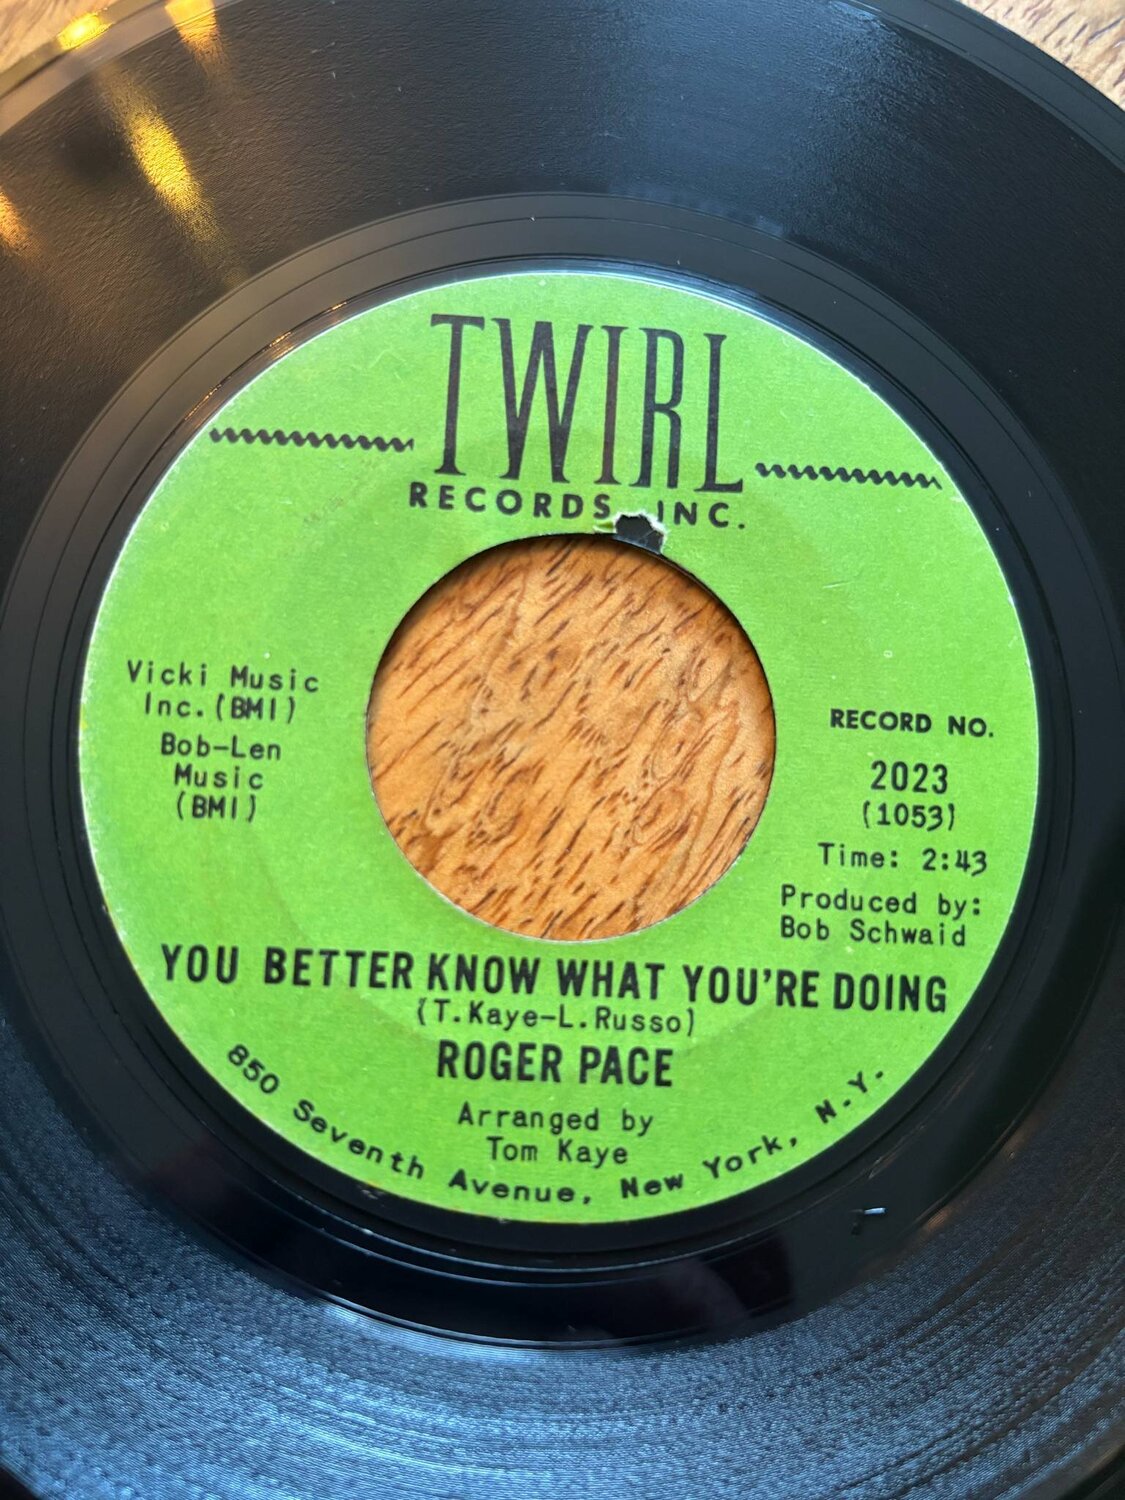 TWIRL
RECORDS, INC.
Vicki Music
Inc. (BMI)
Bob-Len
Music
(BMI)
RECORD NO.
2023
(1053)
Time: 2:43
Produced by:
Bob Schwaid
YOU BETTER KNOW WHAT YOU'RE DOING
(T.Kaye-L.Russo)
ROGER PACE
Arranged by
Tom Kaye
850 Seventh Avenue, New York, N.Y.